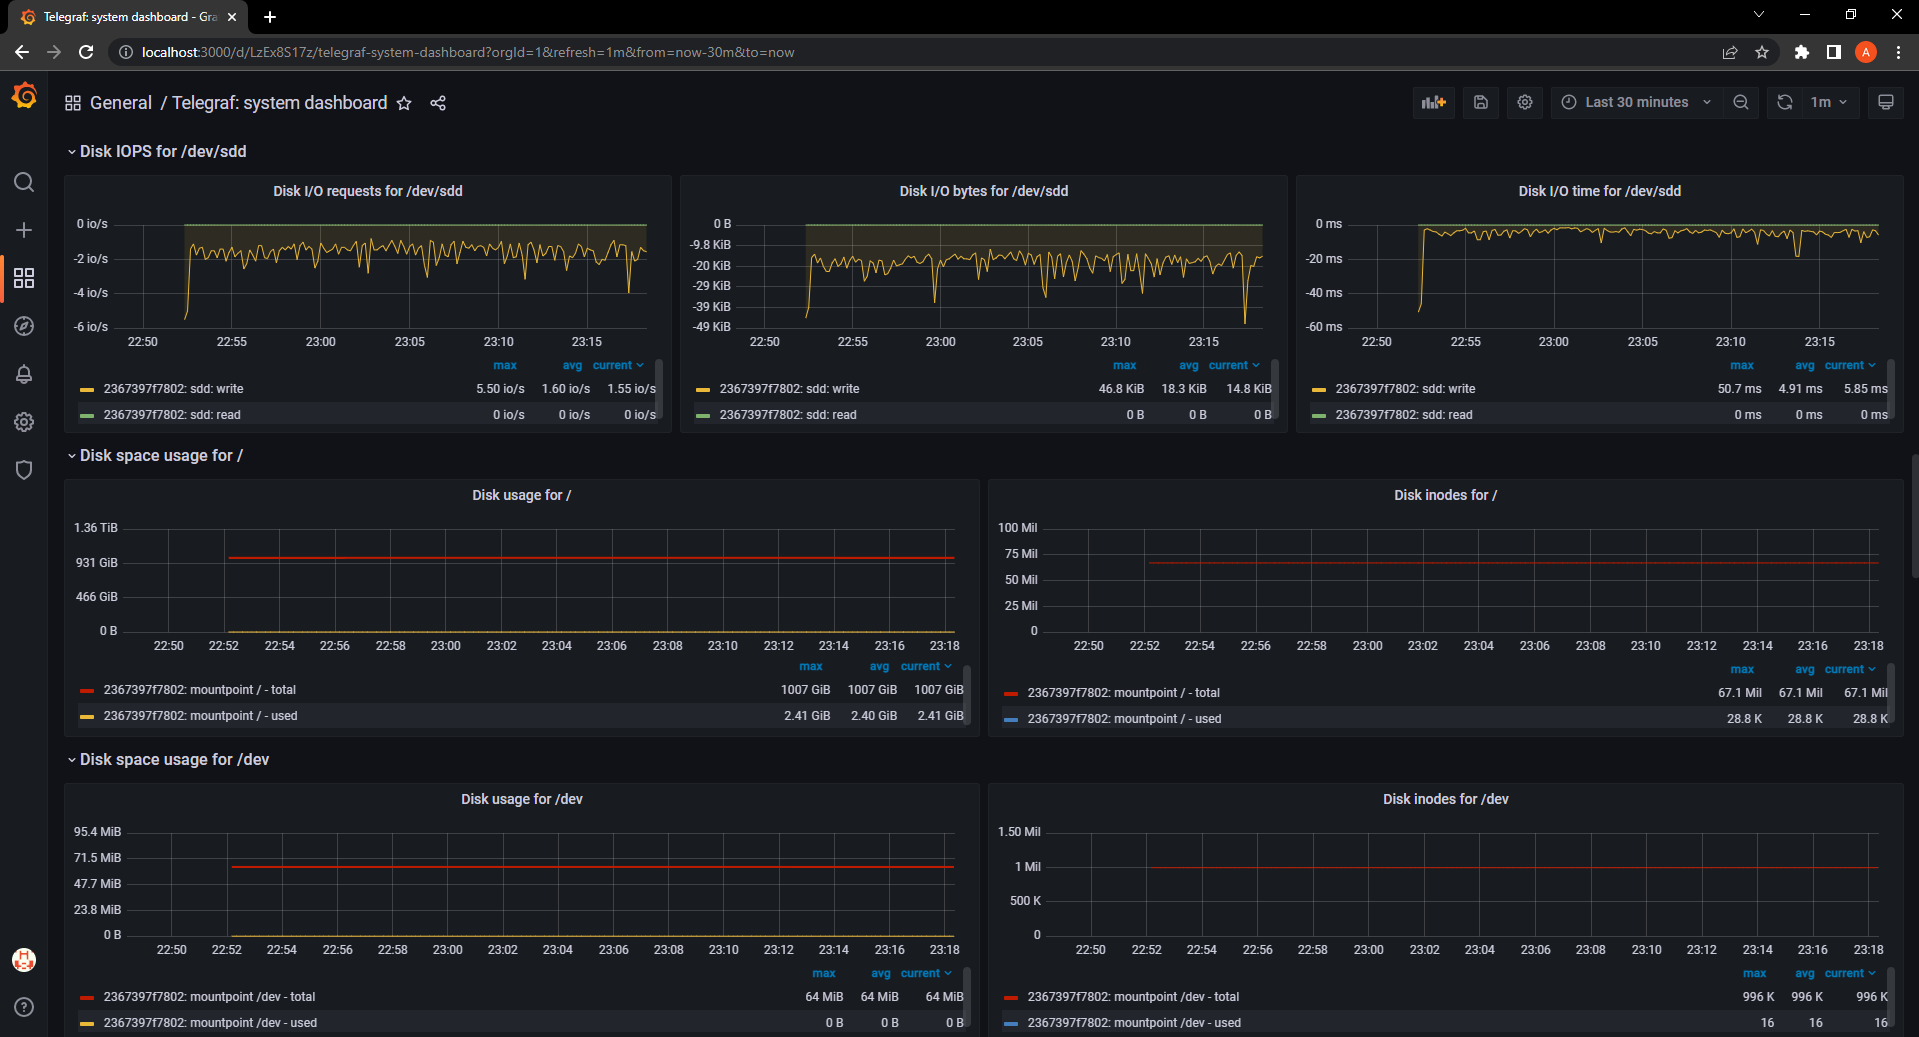 Telegraf: system dashboard - Gra
localhost:3000/d/LzEx8S17z/telegraf-system-dashboard?orgId=1&refresh=1m&from=now-30m&to=now
A
General / Telegraf: system dashboard
Last 30 minutes
1m
Disk IOPS for /dev/sdd
Disk I/O requests for /dev/sdd
0 io/s
-2 io/s
-4 io/s
-6 io/s
22:50 22:55 23:00 23:05 23:10 23:15
max avg current
2367397f7802: sdd: write 5.50 io/s 1.60 io/s 1.55 io/s
2367397f7802: sdd: read 0 io/s 0 io/s 0 io/s
Disk I/O bytes for /dev/sdd
0 B
-9.8 KiB
-20 KiB
-29 KiB
-39 KiB
-49 KiB
22:50 22:55 23:00 23:05 23:10 23:15
max avg current
2367397f7802: sdd: write 46.8 KiB 18.3 KiB 14.8 KiB
2367397f7802: sdd: read 0 B 0 B 0 B
Disk I/O time for /dev/sdd
0 ms
-20 ms
-40 ms
-60 ms
22:50 22:55 23:00 23:05 23:10 23:15
max avg current
2367397f7802: sdd: write 50.7 ms 4.91 ms 5.85 ms
2367397f7802: sdd: read 0 ms 0 ms 0 ms
Disk space usage for /
Disk usage for /
1.36 TiB
931 GiB
466 GiB
0 B
22:50 22:52 22:54 22:56 22:58 23:00 23:02 23:04 23:06 23:08 23:10 23:12 23:14 23:16 23:18
max avg current
2367397f7802: mountpoint / - total 1007 GiB 1007 GiB 1007 GiB
2367397f7802: mountpoint / - used 2.41 GiB 2.40 GiB 2.41 GiB
Disk inodes for /
100 Mil
75 Mil
50 Mil
25 Mil
0
22:50 22:52 22:54 22:56 22:58 23:00 23:02 23:04 23:06 23:08 23:10 23:12 23:14 23:16 23:18
max avg current
2367397f7802: mountpoint / - total 67.1 Mil 67.1 Mil 67.1 Mil
2367397f7802: mountpoint / - used 28.8 K 28.8 K 28.8 K
Disk space usage for /dev
Disk usage for /dev
95.4 MiB
71.5 MiB
47.7 MiB
23.8 MiB
0 B
22:50 22:52 22:54 22:56 22:58 23:00 23:02 23:04 23:06 23:08 23:10 23:12 23:14 23:16 23:18
max avg current
2367397f7802: mountpoint /dev - total 64 MiB 64 MiB 64 MiB
2367397f7802: mountpoint /dev - used 0 B 0 B 0 B
Disk inodes for /dev
1.50 Mil
1 Mil
500 K
0
22:50 22:52 22:54 22:56 22:58 23:00 23:02 23:04 23:06 23:08 23:10 23:12 23:14 23:16 23:18
max avg current
2367397f7802: mountpoint /dev - total 996 K 996 K 996 K
2367397f7802: mountpoint /dev - used 16 16 16